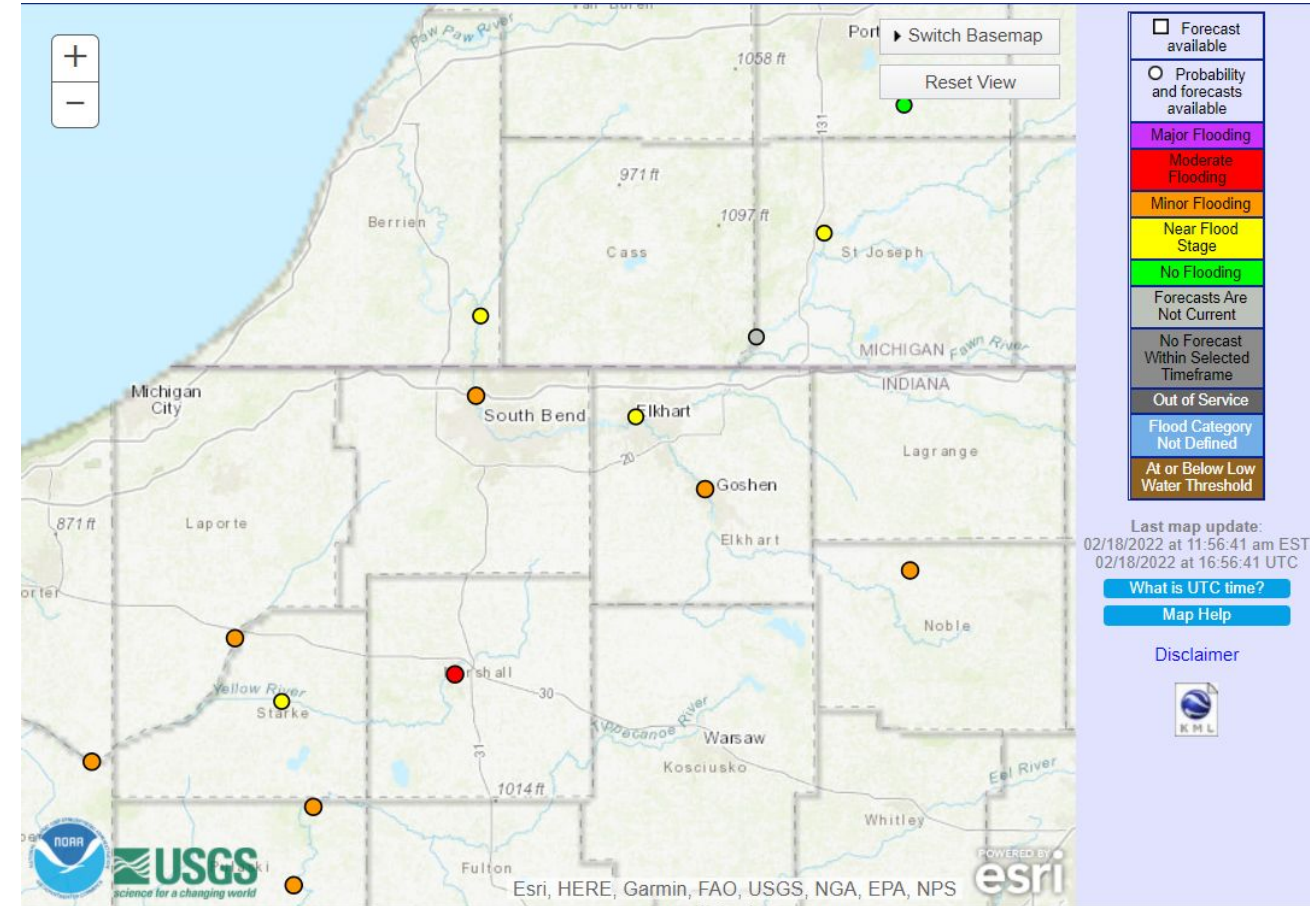 +
−
Paw Paw River
Port
Switch Basemap
Reset View
1058 ft
131
971 ft
1097 ft
Berrien
Cass
St Joseph
MICHIGAN
Fawn River
INDIANA
Michigan
City
South Bend
Elkhart
20
Lagrange
Goshen
871 ft
Laporte
Elkhart
Noble
Yellow River
Starke
30
31
Tippecanoe River
Warsaw
Kosciusko
1014 ft
Eel River
Whitley
Fulton
NOAA
USGS
science for a changing world
Esri, HERE, Garmin, FAO, USGS, NGA, EPA, NPS
POWERED BY
esri
Forecast
available
Probability
and forecasts
available
Major Flooding
Moderate
Flooding
Minor Flooding
Near Flood
Stage
No Flooding
Forecasts Are
Not Current
No Forecast
Within Selected
Timeframe
Out of Service
Flood Category
Not Defined
At or Below Low
Water Threshold
Last map update:
02/18/2022 at 11:56:41 am EST
02/18/2022 at 16:56:41 UTC
What is UTC time?
Map Help
Disclaimer
KML